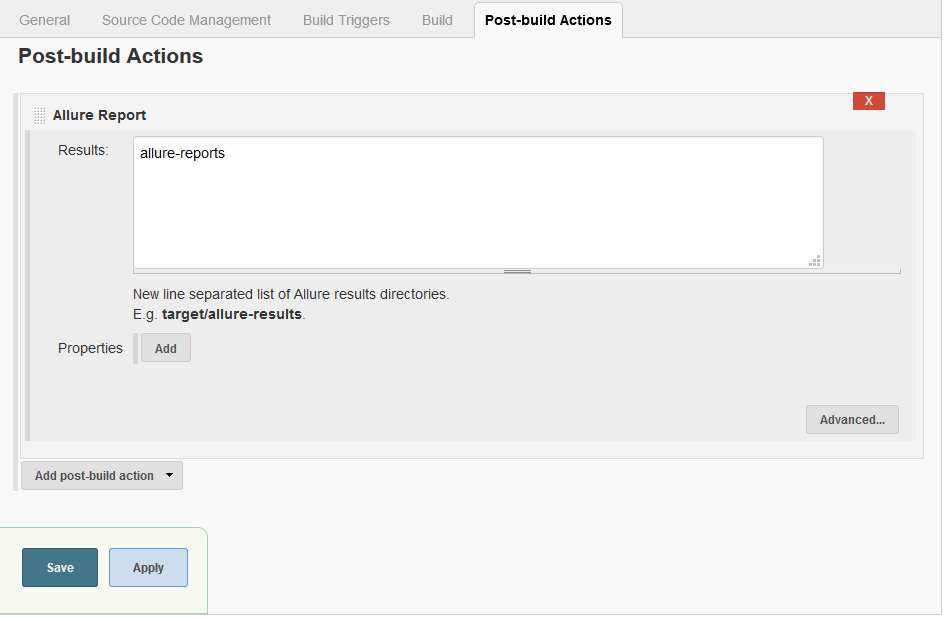 General Source Code Management Build Triggers Build Post-build Actions
Post-build Actions
X
Allure Report
Results:
allure-reports
New line separated list of Allure results directories.
E.g. target/allure-results.
Properties Add
Advanced...
Add post-build action
Save Apply